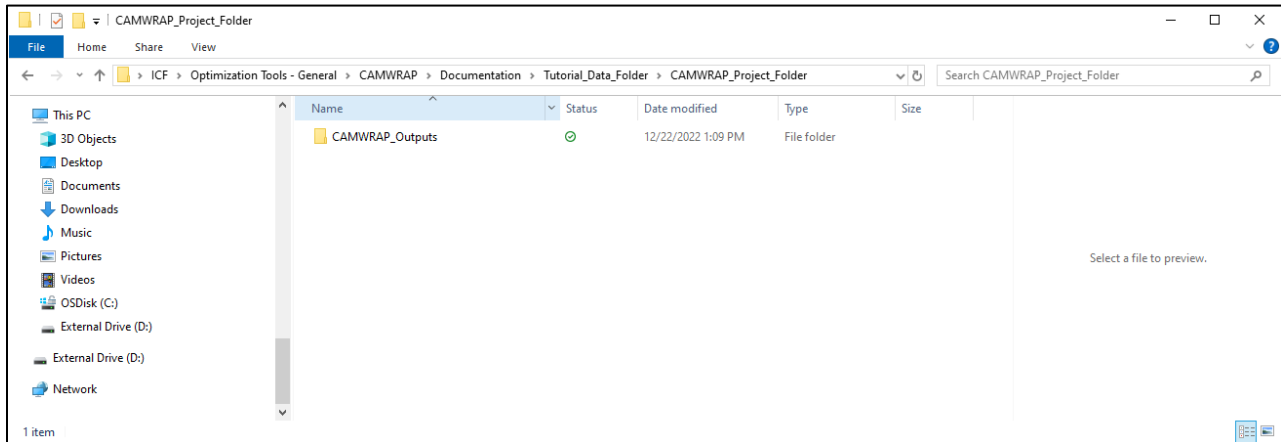 CAMWRAP_Project_Folder
File Home Share View
ICF > Optimization Tools - General > CAMWRAP > Documentation > Tutorial_Data_Folder > CAMWRAP_Project_Folder Search CAMWRAP_Project_Folder
Name Status Date modified Type Size
CAMWRAP_Outputs 12/22/2022 1:09 PM File folder
This PC
3D Objects
Desktop
Documents
Downloads
Music
Pictures
Videos
OSDisk (C:)
External Drive (D:)
External Drive (D:)
Network
Select a file to preview.
1 item